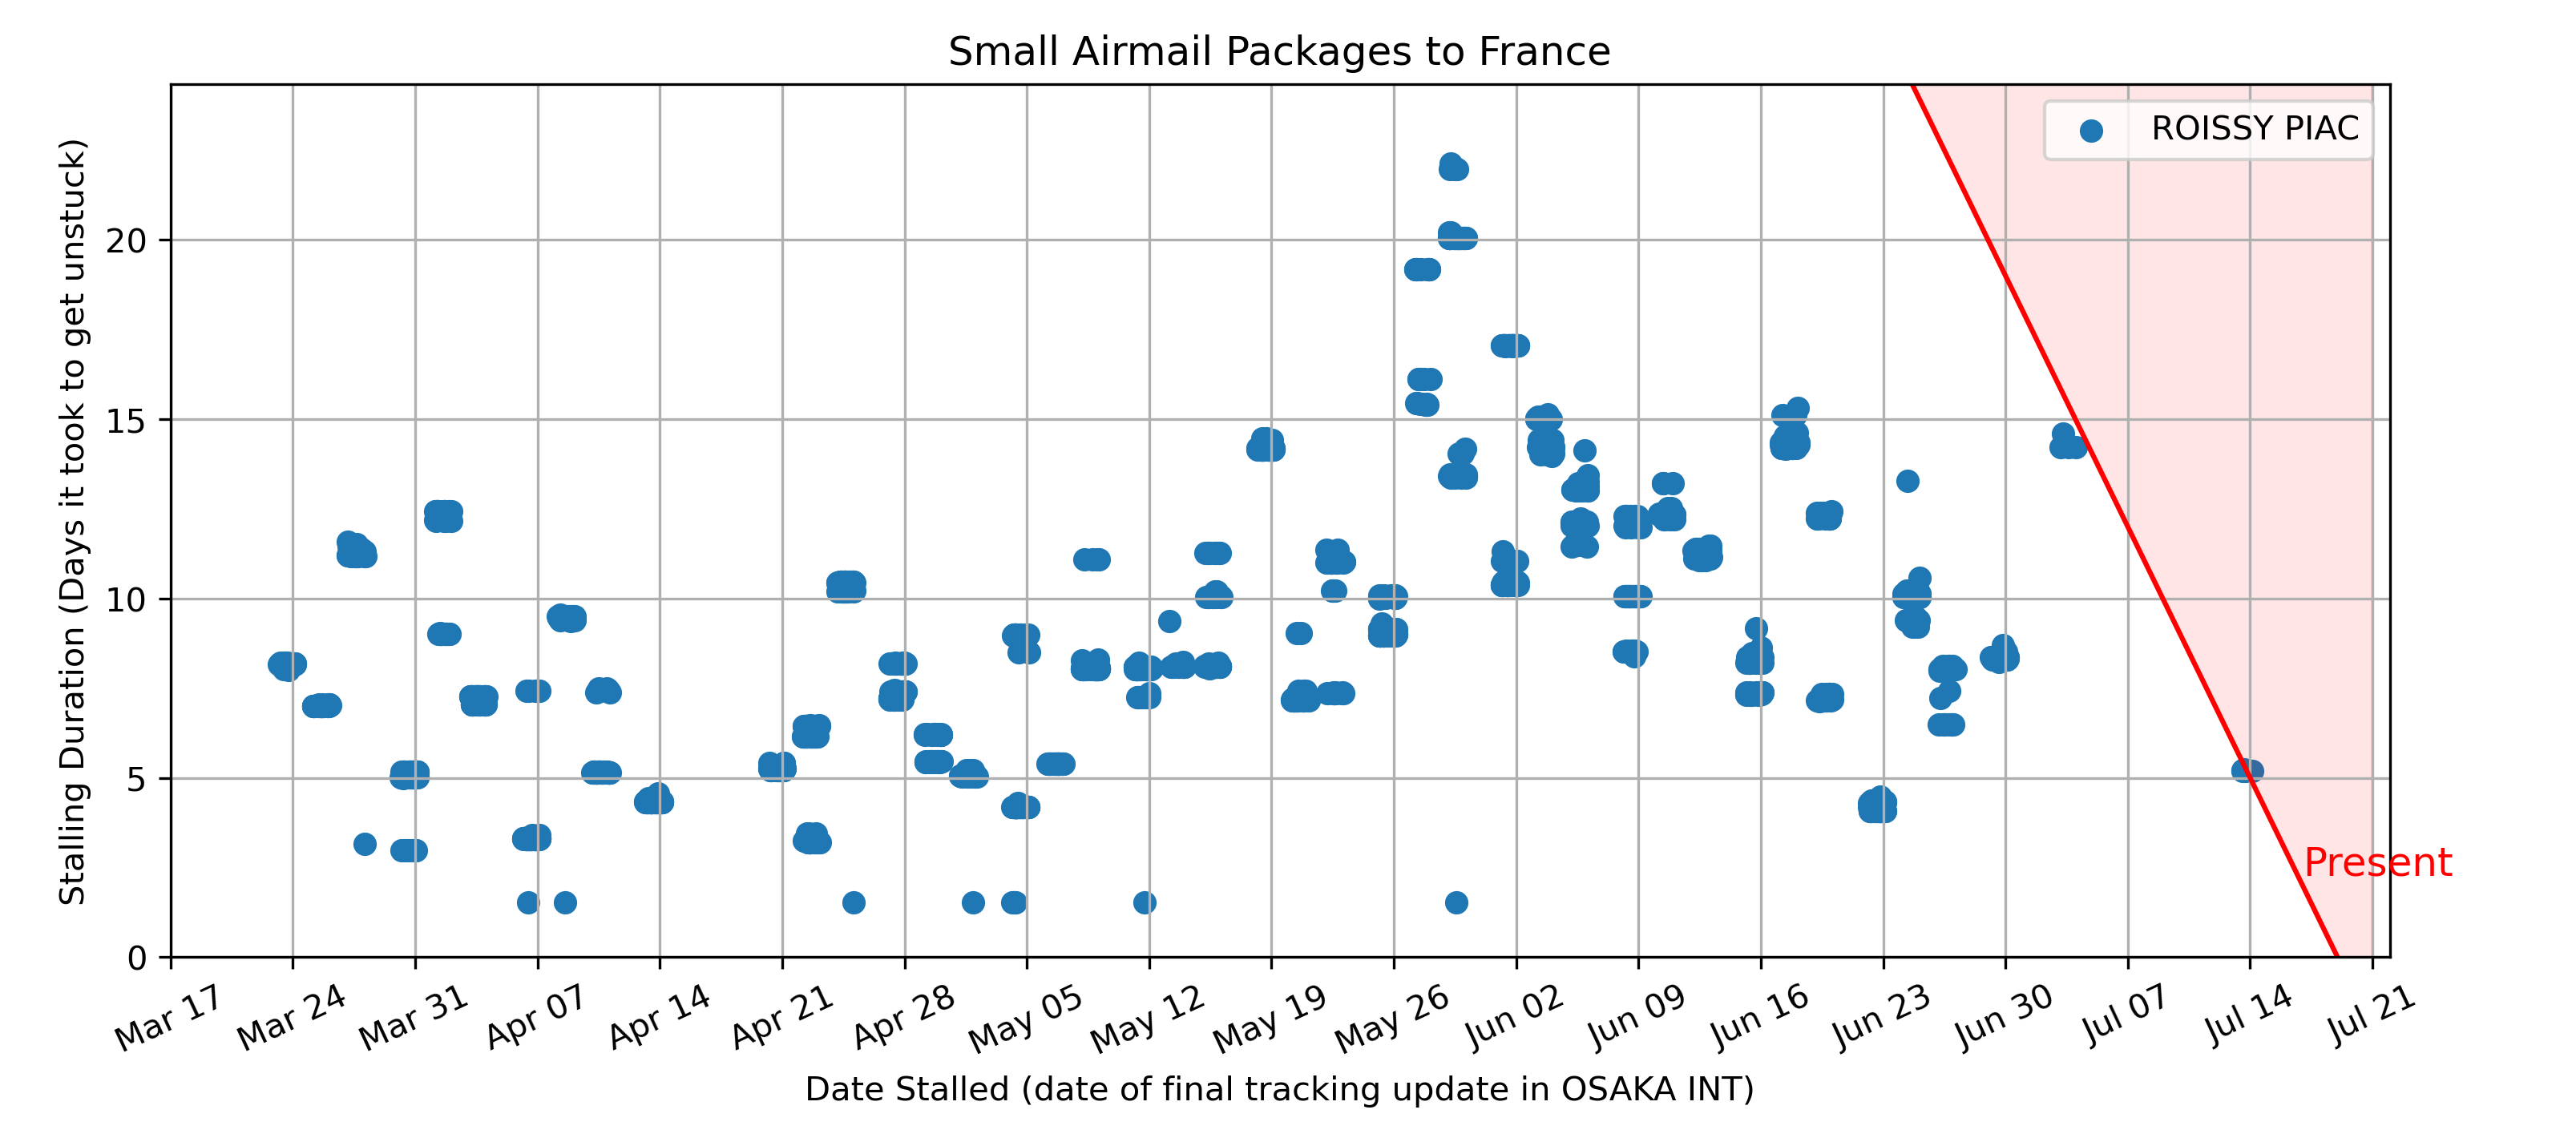 Small Airmail Packages to France
ROISSY PIAC
Stalling Duration (Days it took to get unstuck)
20
15
10
5
0
Present
Mar 17
Mar 24
Mar 31
Apr 07
Apr 14
Apr 21
Apr 28
May 05
May 12
May 19
May 26
Jun 02
Jun 09
Jun 16
Jun 23
Jun 30
Jul 07
Jul 14
Jul 21
Date Stalled (date of final tracking update in OSAKA INT)